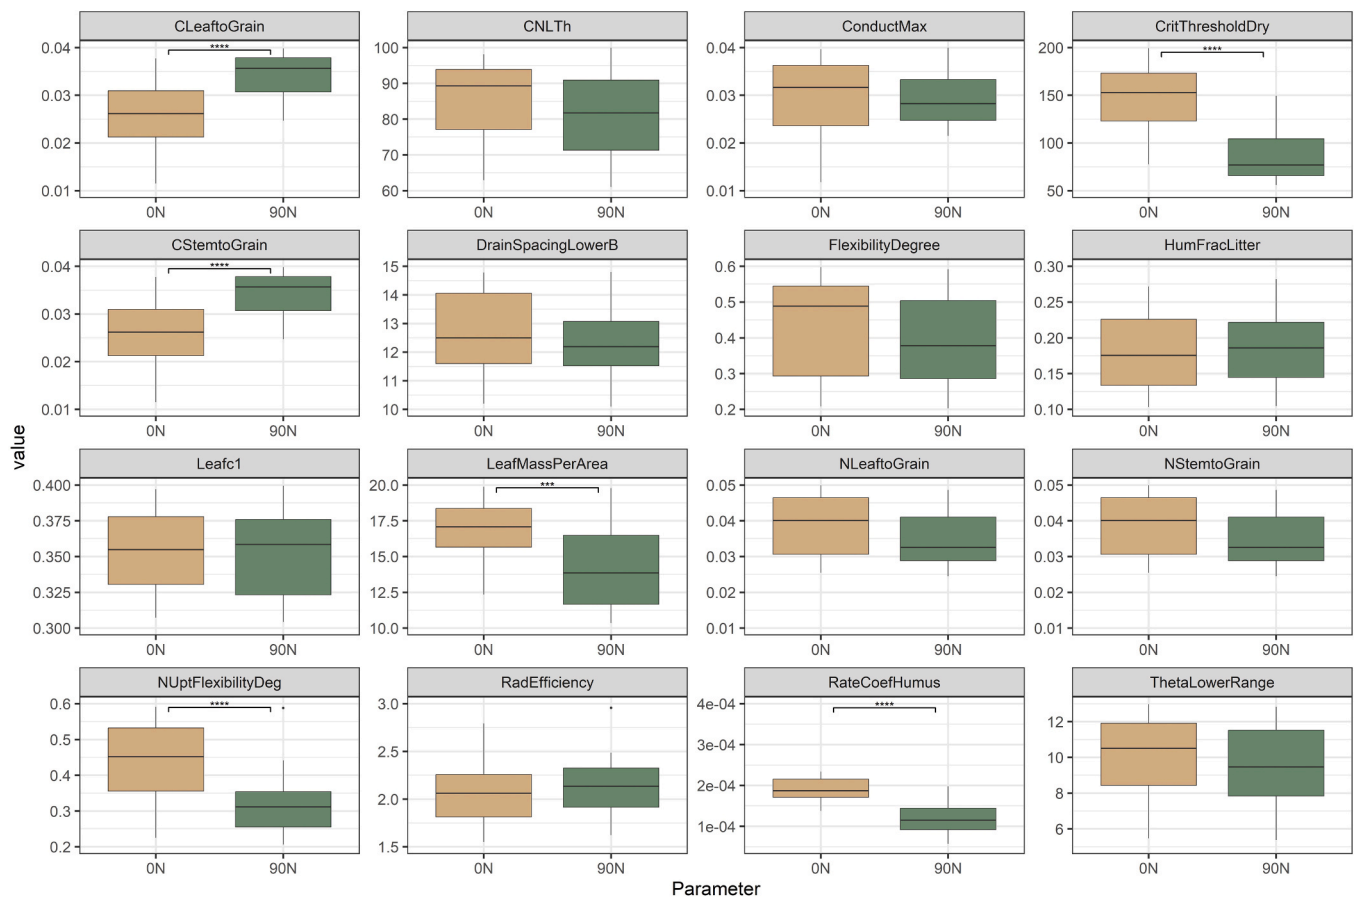 CLeaftoGrain CNLTh ConductMax CritThresholdDry
0.04 0.03 0.02 0.01 **** 0N 90N
100 90 80 70 60 0N 90N
0.04 0.03 0.02 0.01 0N 90N
200 150 100 50 **** 0N 90N
CStemtoGrain DrainSpacingLowerB FlexibilityDegree HumFracLitter
0.04 0.03 0.02 0.01 **** 0N 90N
15 14 13 12 11 10 0N 90N
0.6 0.5 0.4 0.3 0.2 0N 90N
0.30 0.25 0.20 0.15 0.10 0N 90N
value
Leafc1 LeafMassPerArea NLeaftoGrain NStemtoGrain
0.400 0.375 0.350 0.325 0.300 0N 90N
20.0 17.5 15.0 12.5 10.0 *** 0N 90N
0.05 0.04 0.03 0.02 0.01 0N 90N
0.05 0.04 0.03 0.02 0.01 0N 90N
NUptFlexibilityDeg RadEfficiency RateCoefHumus ThetaLowerRange
0.6 0.5 0.4 0.3 0.2 **** 0N 90N
3.0 2.5 2.0 1.5 0N 90N
4e-04 3e-04 2e-04 1e-04 **** 0N 90N
12 10 8 6 0N 90N
Parameter